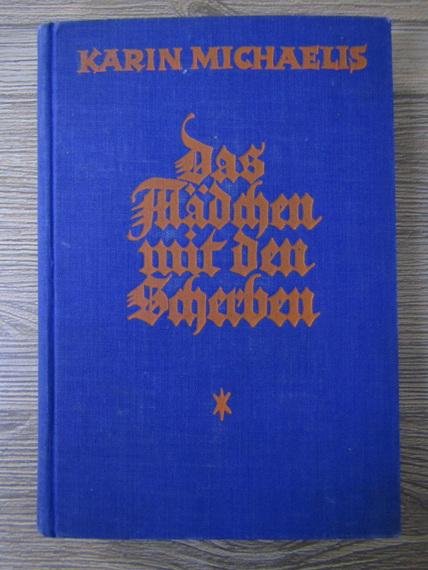 KARIN MICHAELIS
das
Mädchen
mit den
Scherben